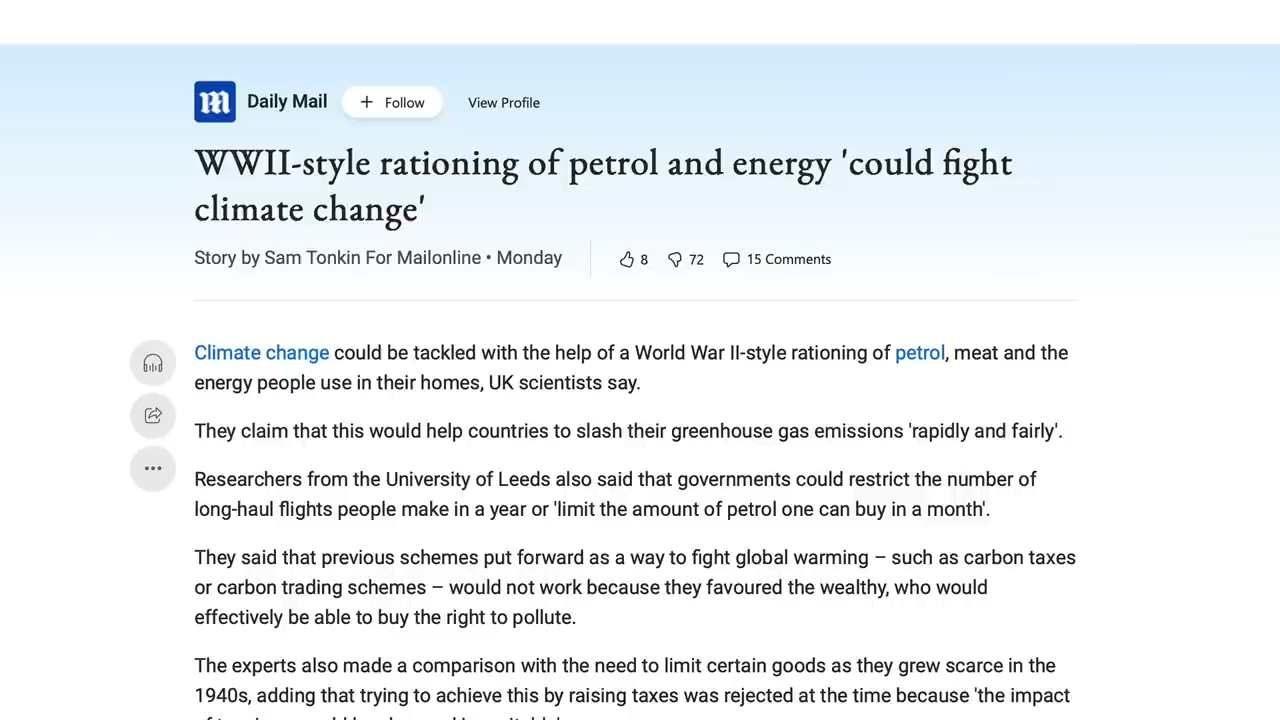 Daily Mail
+ Follow
View Profile
WWII-style rationing of petrol and energy 'could fight
climate change'
Story by Sam Tonkin For Mailonline • Monday
8
72
15 Comments
Climate change could be tackled with the help of a World War II-style rationing of petrol, meat and the
energy people use in their homes, UK scientists say.
They claim that this would help countries to slash their greenhouse gas emissions 'rapidly and fairly'.
Researchers from the University of Leeds also said that governments could restrict the number of
long-haul flights people make in a year or 'limit the amount of petrol one can buy in a month'.
They said that previous schemes put forward as a way to fight global warming – such as carbon taxes
or carbon trading schemes – would not work because they favoured the wealthy, who would
effectively be able to buy the right to pollute.
The experts also made a comparison with the need to limit certain goods as they grew scarce in the
1940s, adding that trying to achieve this by raising taxes was rejected at the time because 'the impact